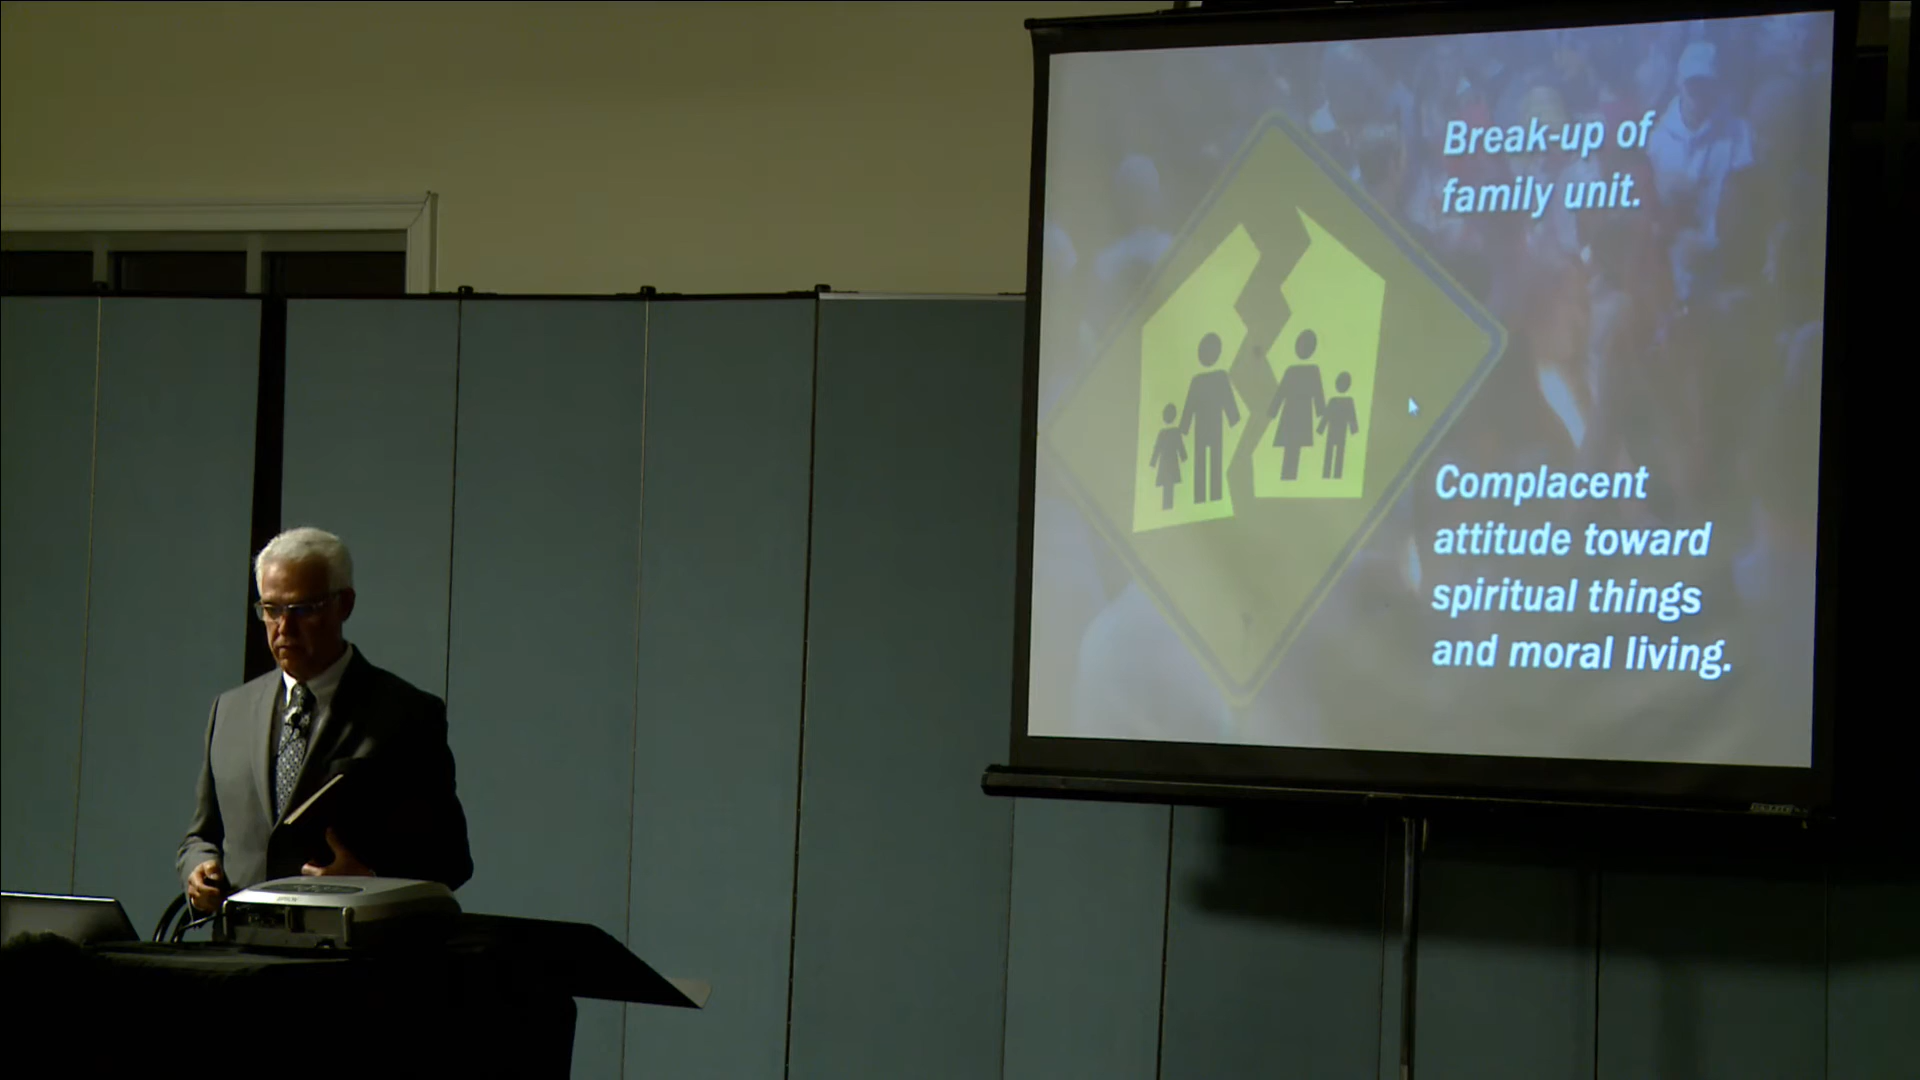 Break-up of
family unit.
Complacent
attitude toward
spiritual things
and moral living.